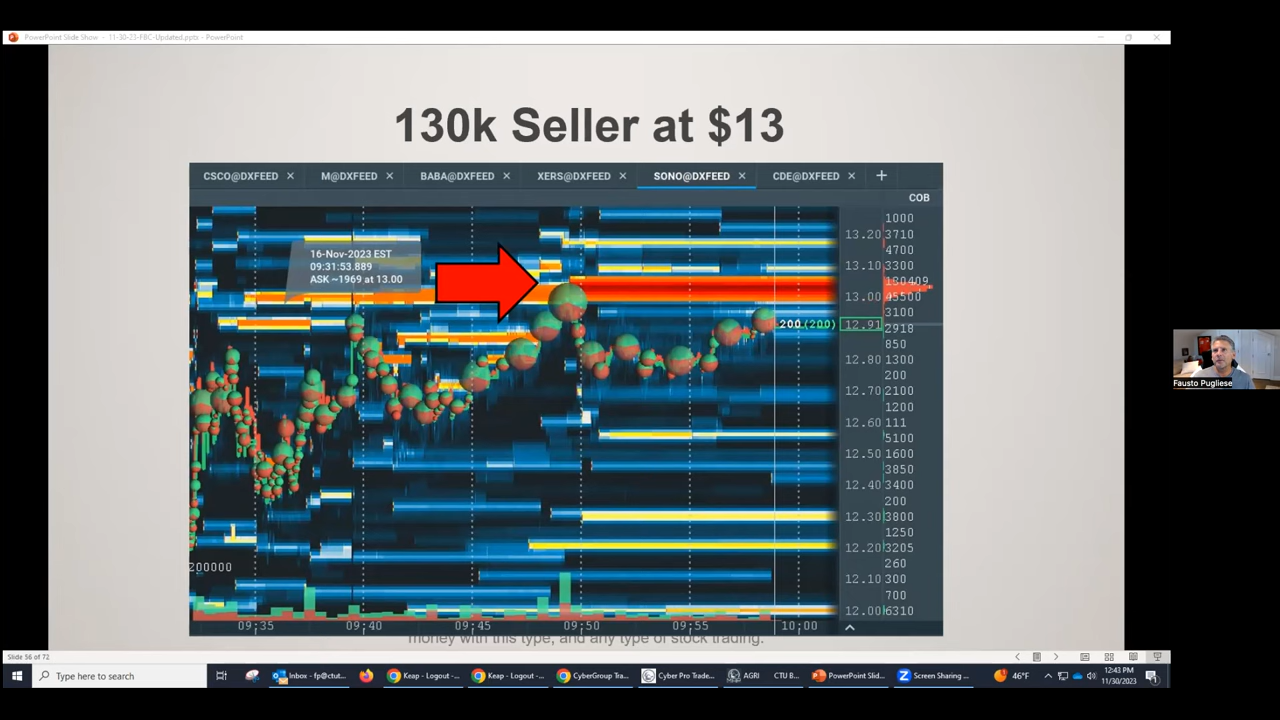 PowerPoint Slide Show - 11-30-23-FBC-Updated.pptx - PowerPoint
130k Seller at $13
CSCO@DXFEED M@DXFEED BABA@DXFEED XERS@DXFEED SONO@DXFEED CDE@DXFEED
COB
1000
13.20 3710
4700
13.10 3300
16-Nov-2023 EST
09:31:53.889
ASK ~1969 at 13.00
180409
13.00 45500
3100
200 (200) 12.91 2918
850
12.80 1300
200
12.70 2100
1200
12.60 111
5100
12.50 1600
3850
12.40 3400
200
12.30 3800
1250
12.20 3205
260
200000
12.10 300
700
12.00 6310
09:35 09:40 09:45 09:50 09:55 10:00
money with this type, and any type of stock trading.
Fausto Pugliese
Slide 56 of 72
Type here to search
Inbox - fp@ctut...
Keap - Logout -...
Keap - Logout -...
CyberGroup Tra...
Cyber Pro Trade...
AGRI
CTU B...
PowerPoint Slid...
Screen Sharing ...
46°F
12:43 PM
11/30/2023
1